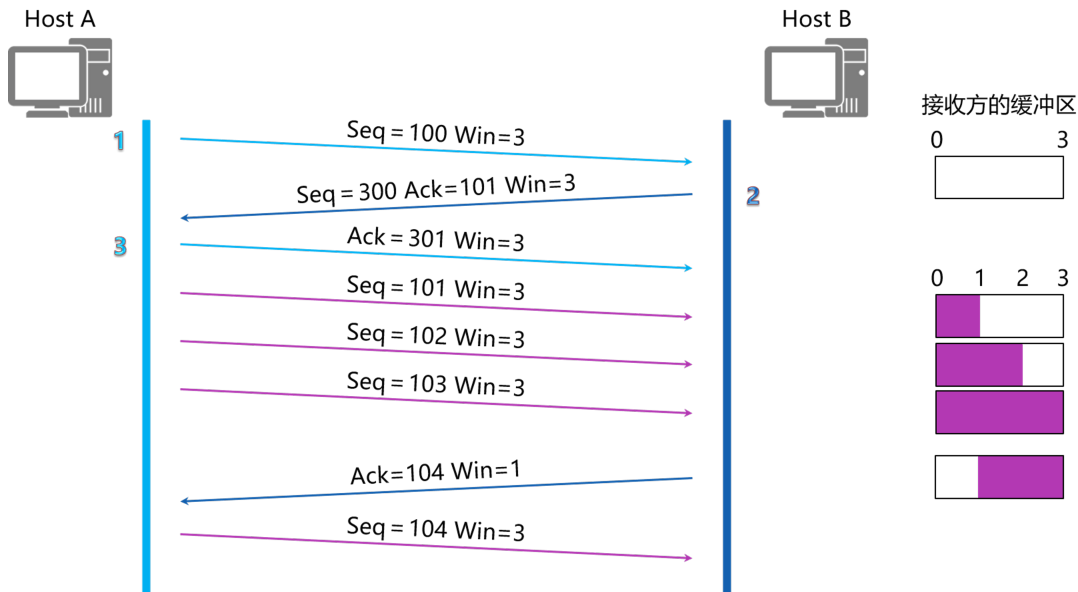 Host A
Host B
接收方的缓冲区
0 3
1
Seq = 100 Win=3
Seq = 300 Ack=101 Win=3
2
3
Ack = 301 Win=3
Seq = 101 Win=3
0 1 2 3
Seq = 102 Win=3
Seq = 103 Win=3
Ack=104 Win=1
Seq = 104 Win=3